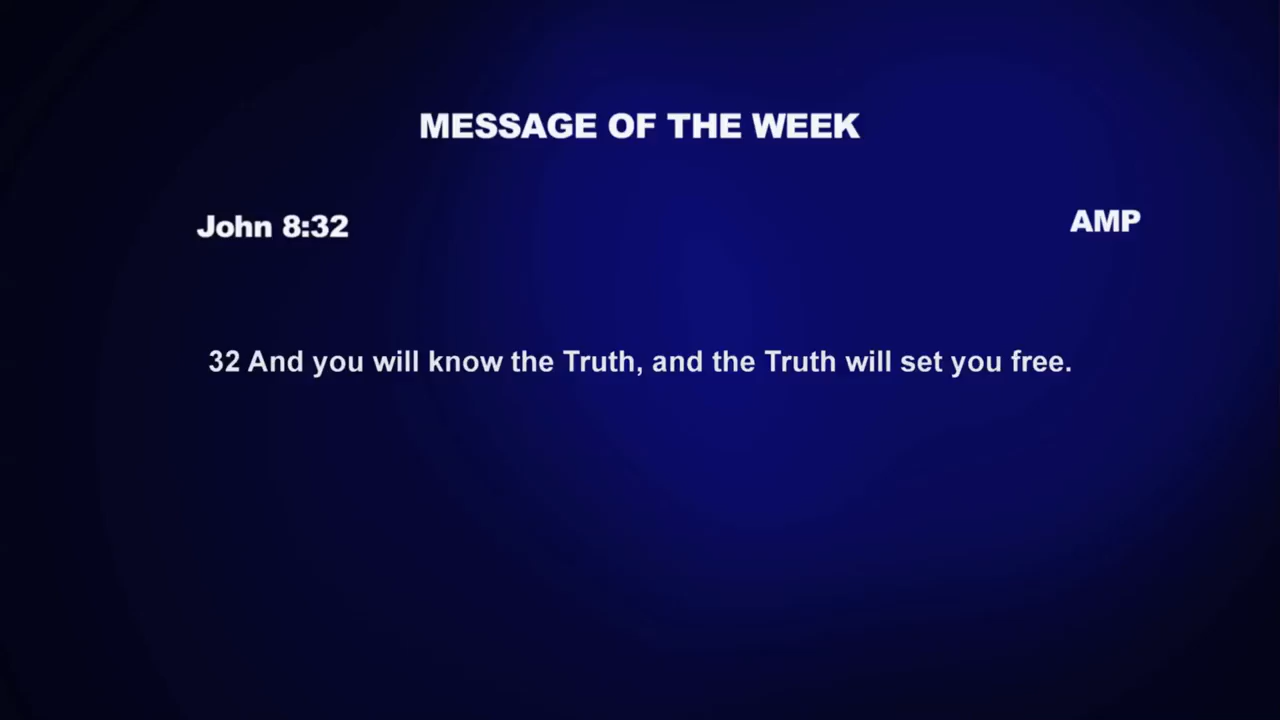 MESSAGE OF THE WEEK
John 8:32 AMP
32 And you will know the Truth, and the Truth will set you free.